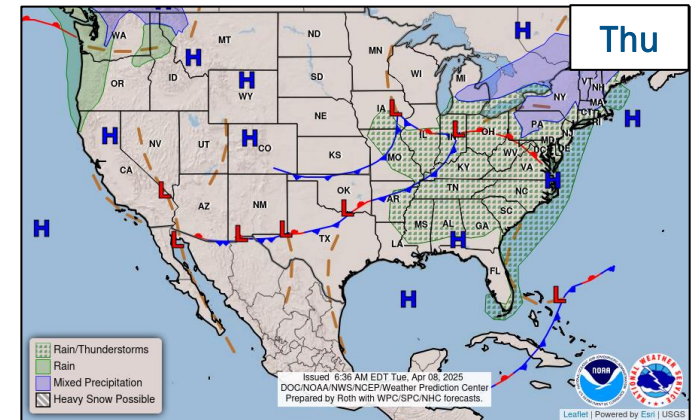 Thu
WA
MT
ND
MN
OR
ID
WY
SD
WI
MI
NY
VT
NH
MA
CT
RI
PA
NJ
IA
NE
NV
UT
CO
CA
KS
MO
IL
IN
OH
WV
VA
DC
DE
KY
TN
NC
SC
AZ
NM
OK
AR
TX
LA
MS
AL
GA
FL
H
H
H
H
H
H
H
H
H
H
L
L
L
L
L
L
L
L
Rain/Thunderstorms
Rain
Mixed Precipitation
Heavy Snow Possible
Issued 6:36 AM EDT Tue, Apr 08, 2025
DOC/NOAA/NWS/NCEP/Weather Prediction Center
Prepared by Roth with WPC/SPC/NHC forecasts.
NOAA
NATIONAL WEATHER SERVICE
Leaflet | Powered by Esri | USGS